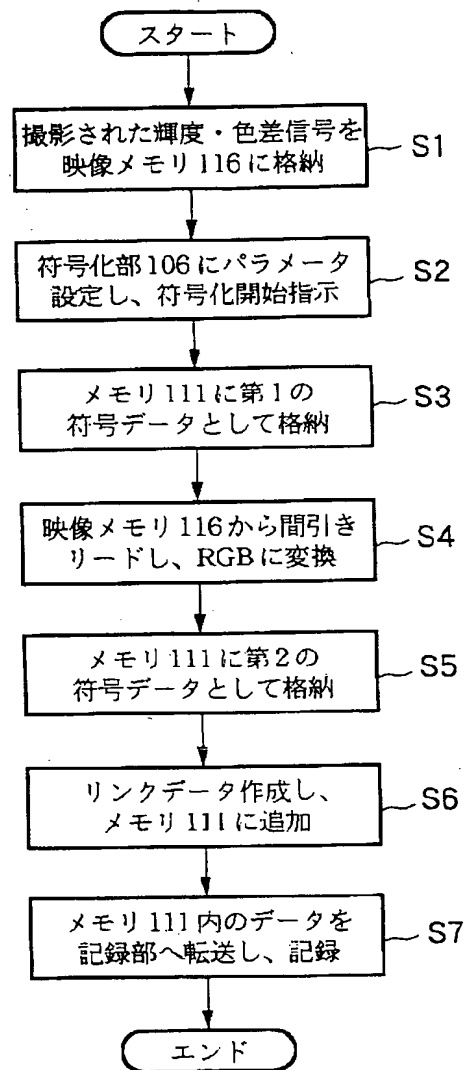 スタート
撮影された輝度・色差信号を
映像メモリ116に格納
S1
符号化部106にパラメータ
設定し、符号化開始指示
S2
メモリ111に第1の
符号データとして格納
S3
映像メモリ116から間引き
リードし、RGBに変換
S4
メモリ111に第2の
符号データとして格納
S5
リンクデータ作成し、
メモリ111に追加
S6
メモリ111内のデータを
記録部へ転送し、記録
S7
エンド